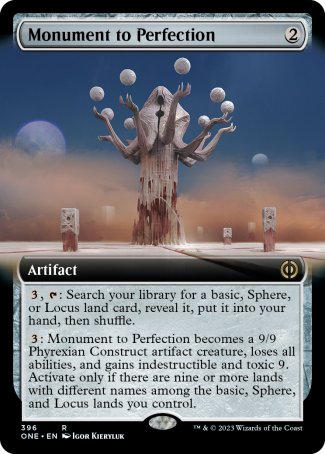 Monument to Perfection 2
Artifact
3, T: Search your library for a basic, Sphere,
or Locus land card, reveal it, put it into
your hand, then shuffle.
3: Monument to Perfection becomes a 9/9
Phyrexian Construct artifact creature, loses all
abilities, and gains indestructible and toxic 9.
Activate only if there are nine or more lands
with different names among the basic, Sphere,
and Locus lands you control.
396 R
ONE • EN Igor Kieryluk
™ & © 2023 Wizards of the Coast